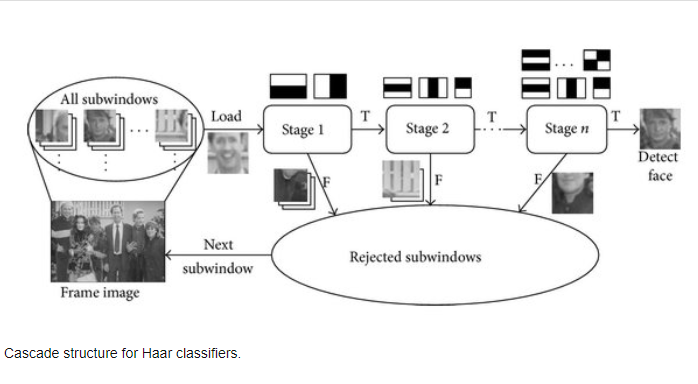 All subwindows
Load
Stage 1
T
Stage 2
T
Stage n
T
Detect
face
F
F
F
Next
subwindow
Rejected subwindows
Frame image
Cascade structure for Haar classifiers.